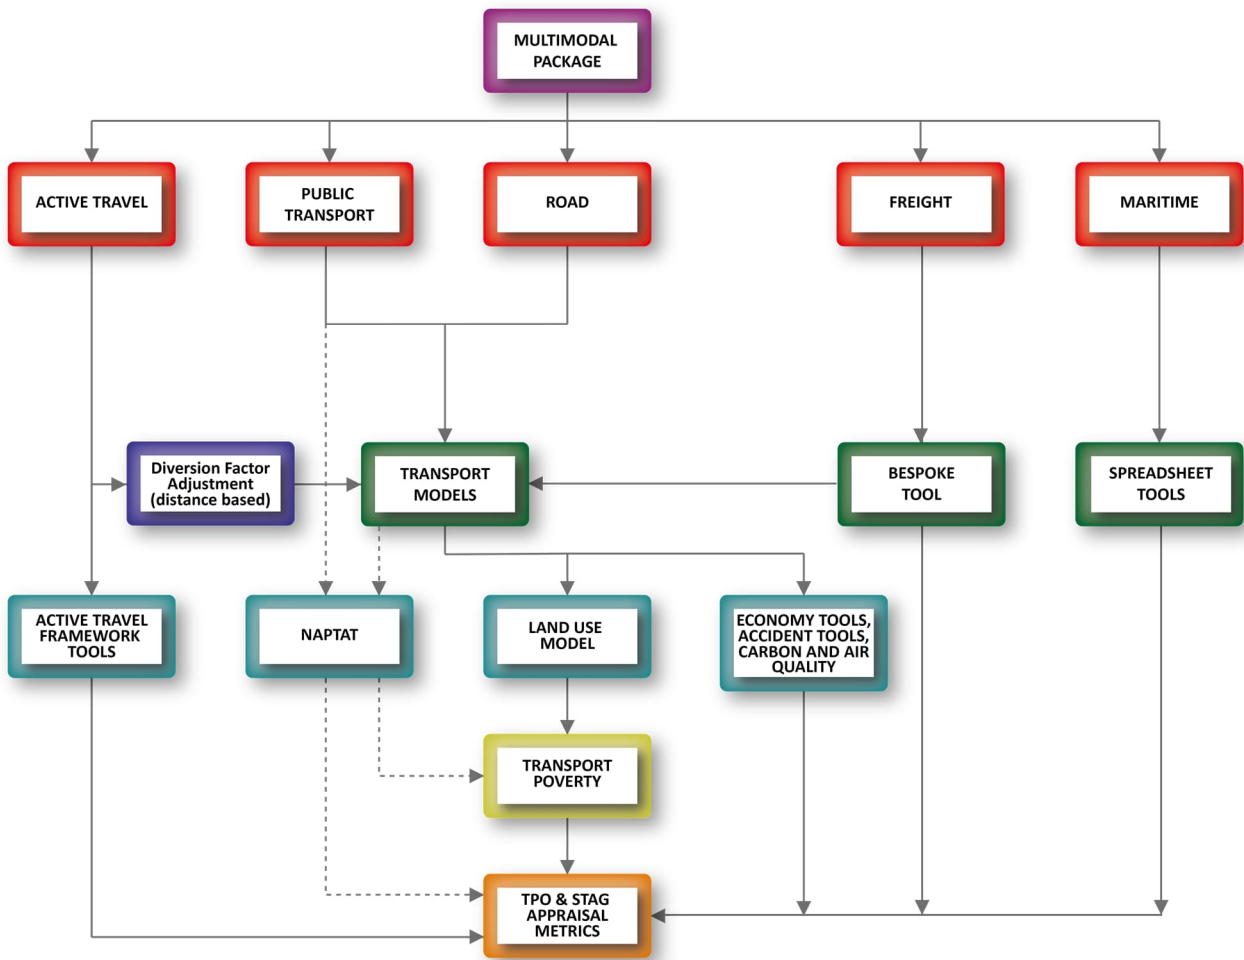 MULTIMODAL
PACKAGE
ACTIVE TRAVEL
PUBLIC
TRANSPORT
ROAD
FREIGHT
MARITIME
Diversion Factor
Adjustment
(distance based)
TRANSPORT
MODELS
BESPOKE
TOOL
SPREADSHEET
TOOLS
ACTIVE TRAVEL
FRAMEWORK
TOOLS
NAPTAT
LAND USE
MODEL
ECONOMY TOOLS,
ACCIDENT TOOLS,
CARBON AND AIR
QUALITY
TRANSPORT
POVERTY
TPO & STAG
APPRAISAL
METRICS